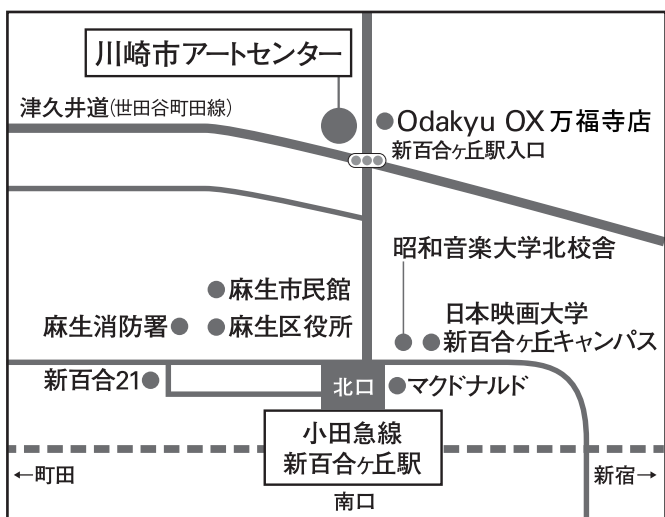 川崎市アートセンター
津久井道(世田谷町田線)
Odakyu OX 万福寺店
新百合ヶ丘駅入口
昭和音楽大学北校舎
麻生市民館
麻生消防署
麻生区役所
日本映画大学
新百合ヶ丘キャンパス
新百合21
北口
マクドナルド
小田急線
新百合ヶ丘駅
←町田
新宿→
南口